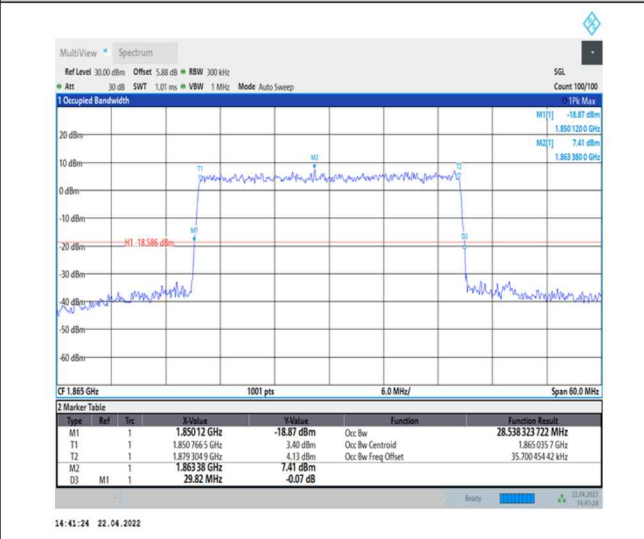 MultiView Spectrum
Ref Level 30.00 dBm Offset 5.88 dB RBW 300 kHz SGL
Att 30 dB SWT 1.01 ms VBW 1 MHz Mode Auto Sweep Count 100/100
1 Occupied Bandwidth 1Pk Max
M1[1] -18.87 dBm
1.850 120 0 GHz
M2[1] 7.41 dBm
1.863 380 0 GHz
20 dBm
10 dBm
T1 M2 T2
0 dBm
-10 dBm
M1 D3
-20 dBm H1 -18.586 dBm
-30 dBm
-40 dBm
-50 dBm
-60 dBm
CF 1.865 GHz 1001 pts 6.0 MHz/ Span 60.0 MHz
2 Marker Table
Type Ref Trc X-Value Y-Value Function Function Result
M1 1 1.85012 GHz -18.87 dBm Occ Bw 28.538 323 722 MHz
T1 1 1.850 766 5 GHz 3.40 dBm Occ Bw Centroid 1.865 035 7 GHz
T2 1 1.879 304 9 GHz 4.13 dBm Occ Bw Freq Offset 35.700 454 42 kHz
M2 1 1.863 38 GHz 7.41 dBm
D3 M1 1 29.82 MHz -0.07 dB
Ready 22.04.2022
14:41:24
14:41:24 22.04.2022